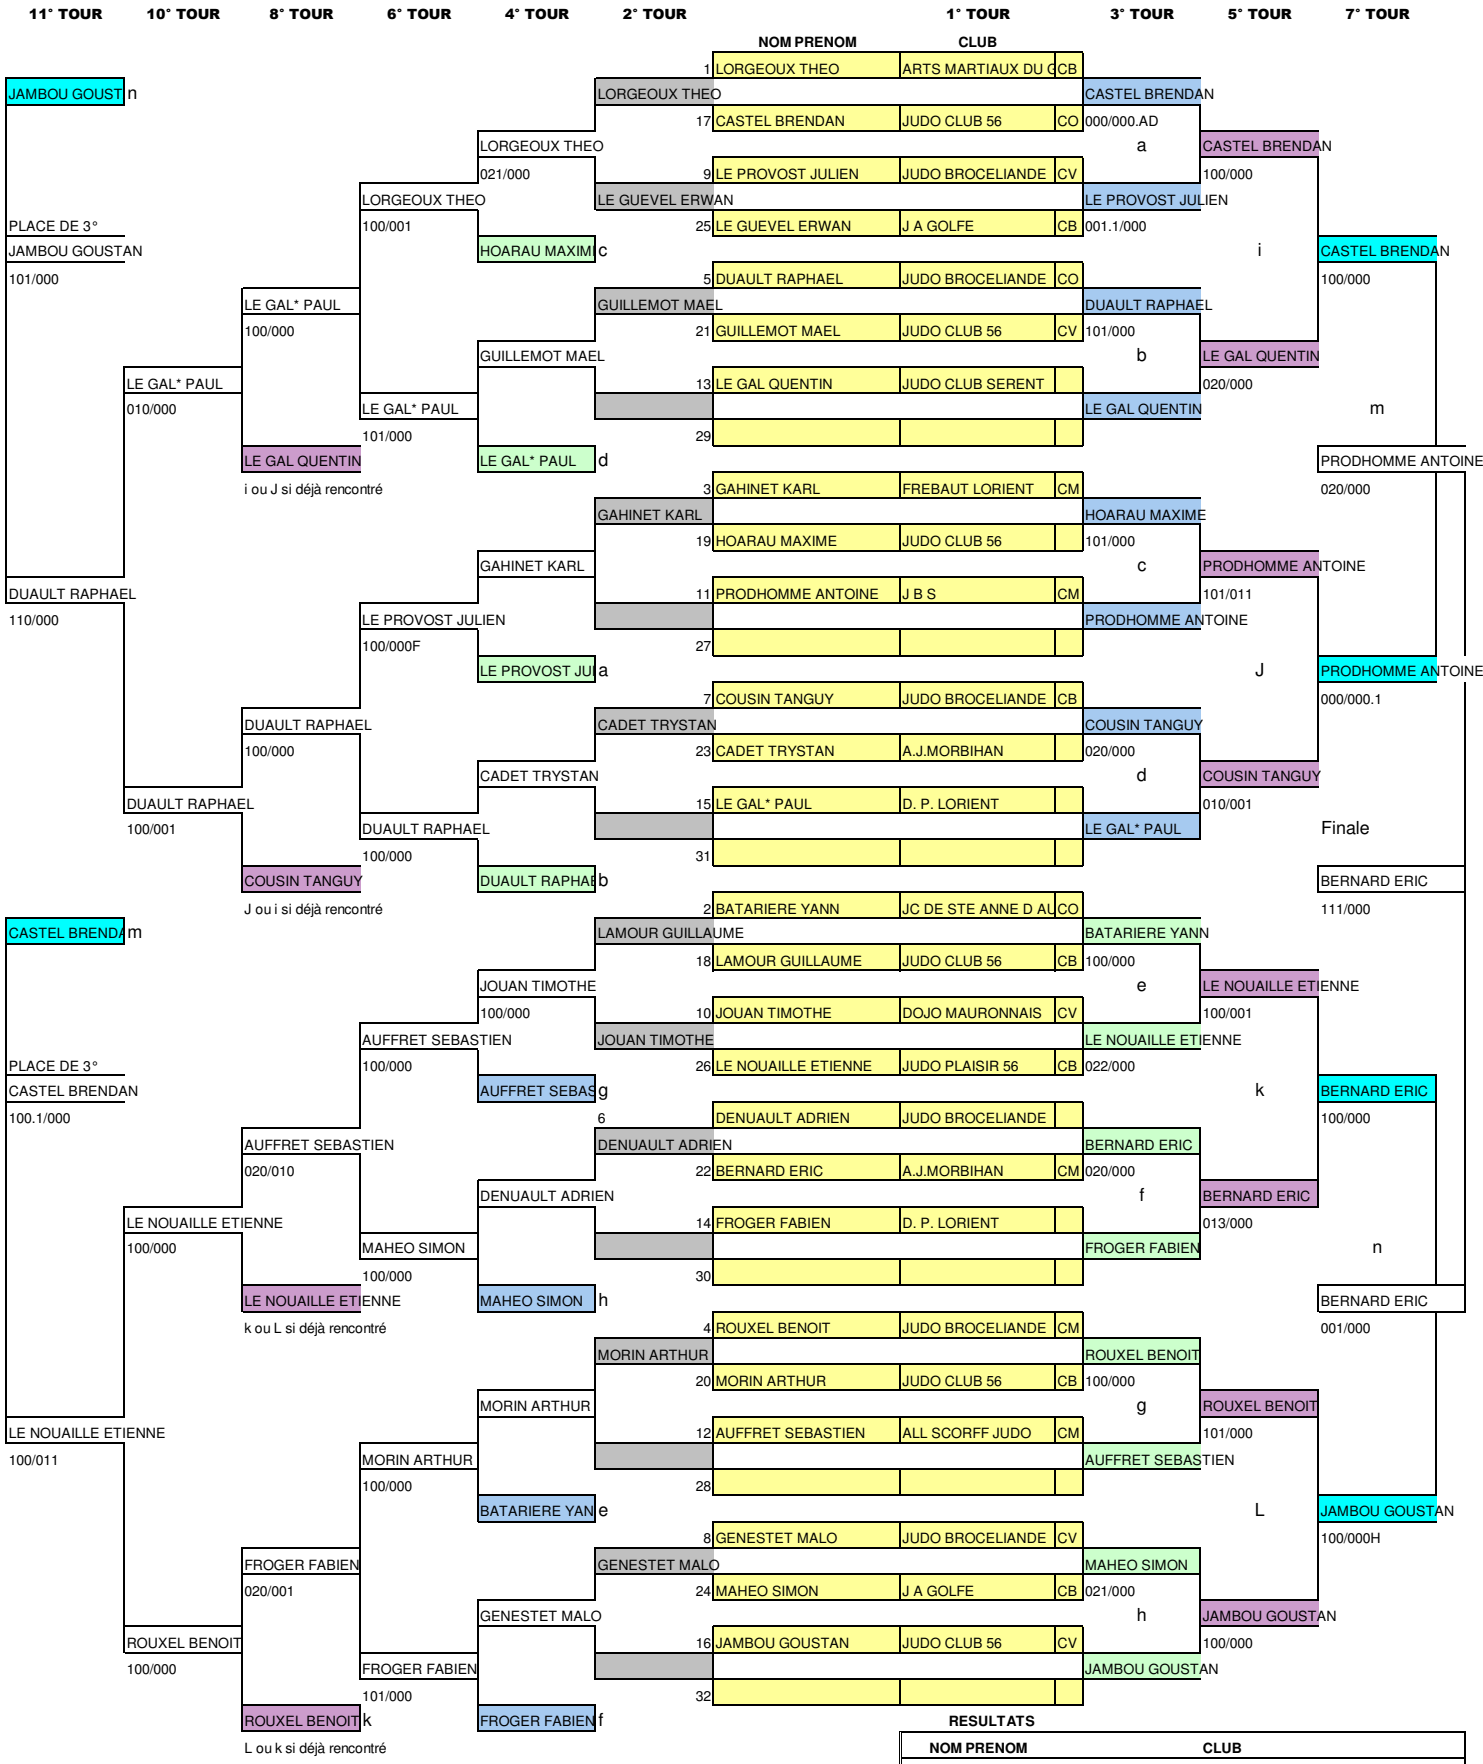 11° TOUR 10° TOUR 8° TOUR 6° TOUR 4° TOUR 2° TOUR 1° TOUR 3° TOUR 5° TOUR 7° TOUR
NOM PRENOM CLUB
1 LORGEOUX THEO ARTS MARTIAUX DU G CB
JAMBOU GOUST n LORGEOUX THEO CASTEL BRENDAN
17 CASTEL BRENDAN JUDO CLUB 56 CO 000/000.AD
LORGEOUX THEO a CASTEL BRENDAN
021/000 9 LE PROVOST JULIEN JUDO BROCELIANDE CV 100/000
LORGEOUX THEO LE GUEVEL ERWAN LE PROVOST JULIEN
PLACE DE 3° 100/001 25 LE GUEVEL ERWAN J A GOLFE CB 001.1/000
JAMBOU GOUSTAN HOARAU MAXIM c i CASTEL BRENDAN
101/000 5 DUAULT RAPHAEL JUDO BROCELIANDE CO 100/000
LE GAL* PAUL GUILLEMOT MAEL DUAULT RAPHAEL
100/000 21 GUILLEMOT MAEL JUDO CLUB 56 CV 101/000
GUILLEMOT MAEL b LE GAL QUENTIN
LE GAL* PAUL 13 LE GAL QUENTIN JUDO CLUB SERENT 020/000
010/000 LE GAL* PAUL LE GAL QUENTIN m
101/000 29
LE GAL QUENTIN LE GAL* PAUL d PRODHOMME ANTOINE
i ou J si déjà rencontré 3 GAHINET KARL FREBAUT LORIENT CM 020/000
GAHINET KARL HOARAU MAXIME
19 HOARAU MAXIME JUDO CLUB 56 101/000
GAHINET KARL c PRODHOMME ANTOINE
DUAULT RAPHAEL 11 PRODHOMME ANTOINE J B S CM 101/011
110/000 LE PROVOST JULIEN PRODHOMME ANTOINE
100/000F 27
LE PROVOST JUL a J PRODHOMME ANTOINE
7 COUSIN TANGUY JUDO BROCELIANDE CB 000/000.1
DUAULT RAPHAEL CADET TRYSTAN COUSIN TANGUY
100/000 23 CADET TRYSTAN A.J.MORBIHAN 020/000
CADET TRYSTAN d COUSIN TANGUY
DUAULT RAPHAEL 15 LE GAL* PAUL D. P. LORIENT 010/001
100/001 DUAULT RAPHAEL LE GAL* PAUL Finale
100/000 31
COUSIN TANGUY DUAULT RAPHAE b BERNARD ERIC
J ou i si déjà rencontré 2 BATARIERE YANN JC DE STE ANNE D AU CO 111/000
CASTEL BRENDA m LAMOUR GUILLAUME BATARIERE YANN
18 LAMOUR GUILLAUME JUDO CLUB 56 CB 100/000
JOUAN TIMOTHE e LE NOUAILLE ETIENNE
100/000 10 JOUAN TIMOTHE DOJO MAURONNAIS CV 100/001
AUFFRET SEBASTIEN JOUAN TIMOTHE LE NOUAILLE ETIENNE
PLACE DE 3° 100/000 26 LE NOUAILLE ETIENNE JUDO PLAISIR 56 CB 022/000
CASTEL BRENDAN AUFFRET SEBAS g k BERNARD ERIC
100.1/000 6 DENUAULT ADRIEN JUDO BROCELIANDE 100/000
AUFFRET SEBASTIEN DENUAULT ADRIEN BERNARD ERIC
020/010 22 BERNARD ERIC A.J.MORBIHAN CM 020/000
DENUAULT ADRIEN f BERNARD ERIC
LE NOUAILLE ETIENNE 14 FROGER FABIEN D. P. LORIENT 013/000
100/000 MAHEO SIMON FROGER FABIEN n
100/000 30
LE NOUAILLE ETIENNE MAHEO SIMON h BERNARD ERIC
k ou L si déjà rencontré 4 ROUXEL BENOIT JUDO BROCELIANDE CM 001/000
MORIN ARTHUR ROUXEL BENOIT
20 MORIN ARTHUR JUDO CLUB 56 CB 100/000
MORIN ARTHUR g ROUXEL BENOIT
LE NOUAILLE ETIENNE 12 AUFFRET SEBASTIEN ALL SCORFF JUDO CM 101/000
100/011 MORIN ARTHUR AUFFRET SEBASTIEN
100/000 28
BATARIERE YAN e L JAMBOU GOUSTAN
8 GENESTET MALO JUDO BROCELIANDE CV 100/000H
FROGER FABIEN GENESTET MALO MAHEO SIMON
020/001 24 MAHEO SIMON J A GOLFE CB 021/000
GENESTET MALO h JAMBOU GOUSTAN
ROUXEL BENOIT 16 JAMBOU GOUSTAN JUDO CLUB 56 CV 100/000
100/000 FROGER FABIEN JAMBOU GOUSTAN
101/000 32
ROUXEL BENOIT k FROGER FABIEN f RESULTATS
L ou k si déjà rencontré NOM PRENOM CLUB